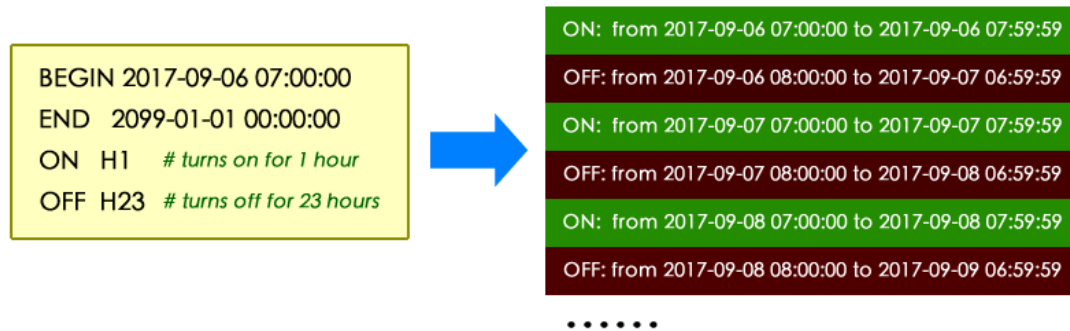 BEGIN 2017-09-06 07:00:00
END 2099-01-01 00:00:00
ON H1 # turns on for 1 hour
OFF H23 # turns off for 23 hours
ON: from 2017-09-06 07:00:00 to 2017-09-06 07:59:59
OFF: from 2017-09-06 08:00:00 to 2017-09-07 06:59:59
ON: from 2017-09-07 07:00:00 to 2017-09-07 07:59:59
OFF: from 2017-09-07 08:00:00 to 2017-09-08 06:59:59
ON: from 2017-09-08 07:00:00 to 2017-09-08 07:59:59
OFF: from 2017-09-08 08:00:00 to 2017-09-09 06:59:59
......